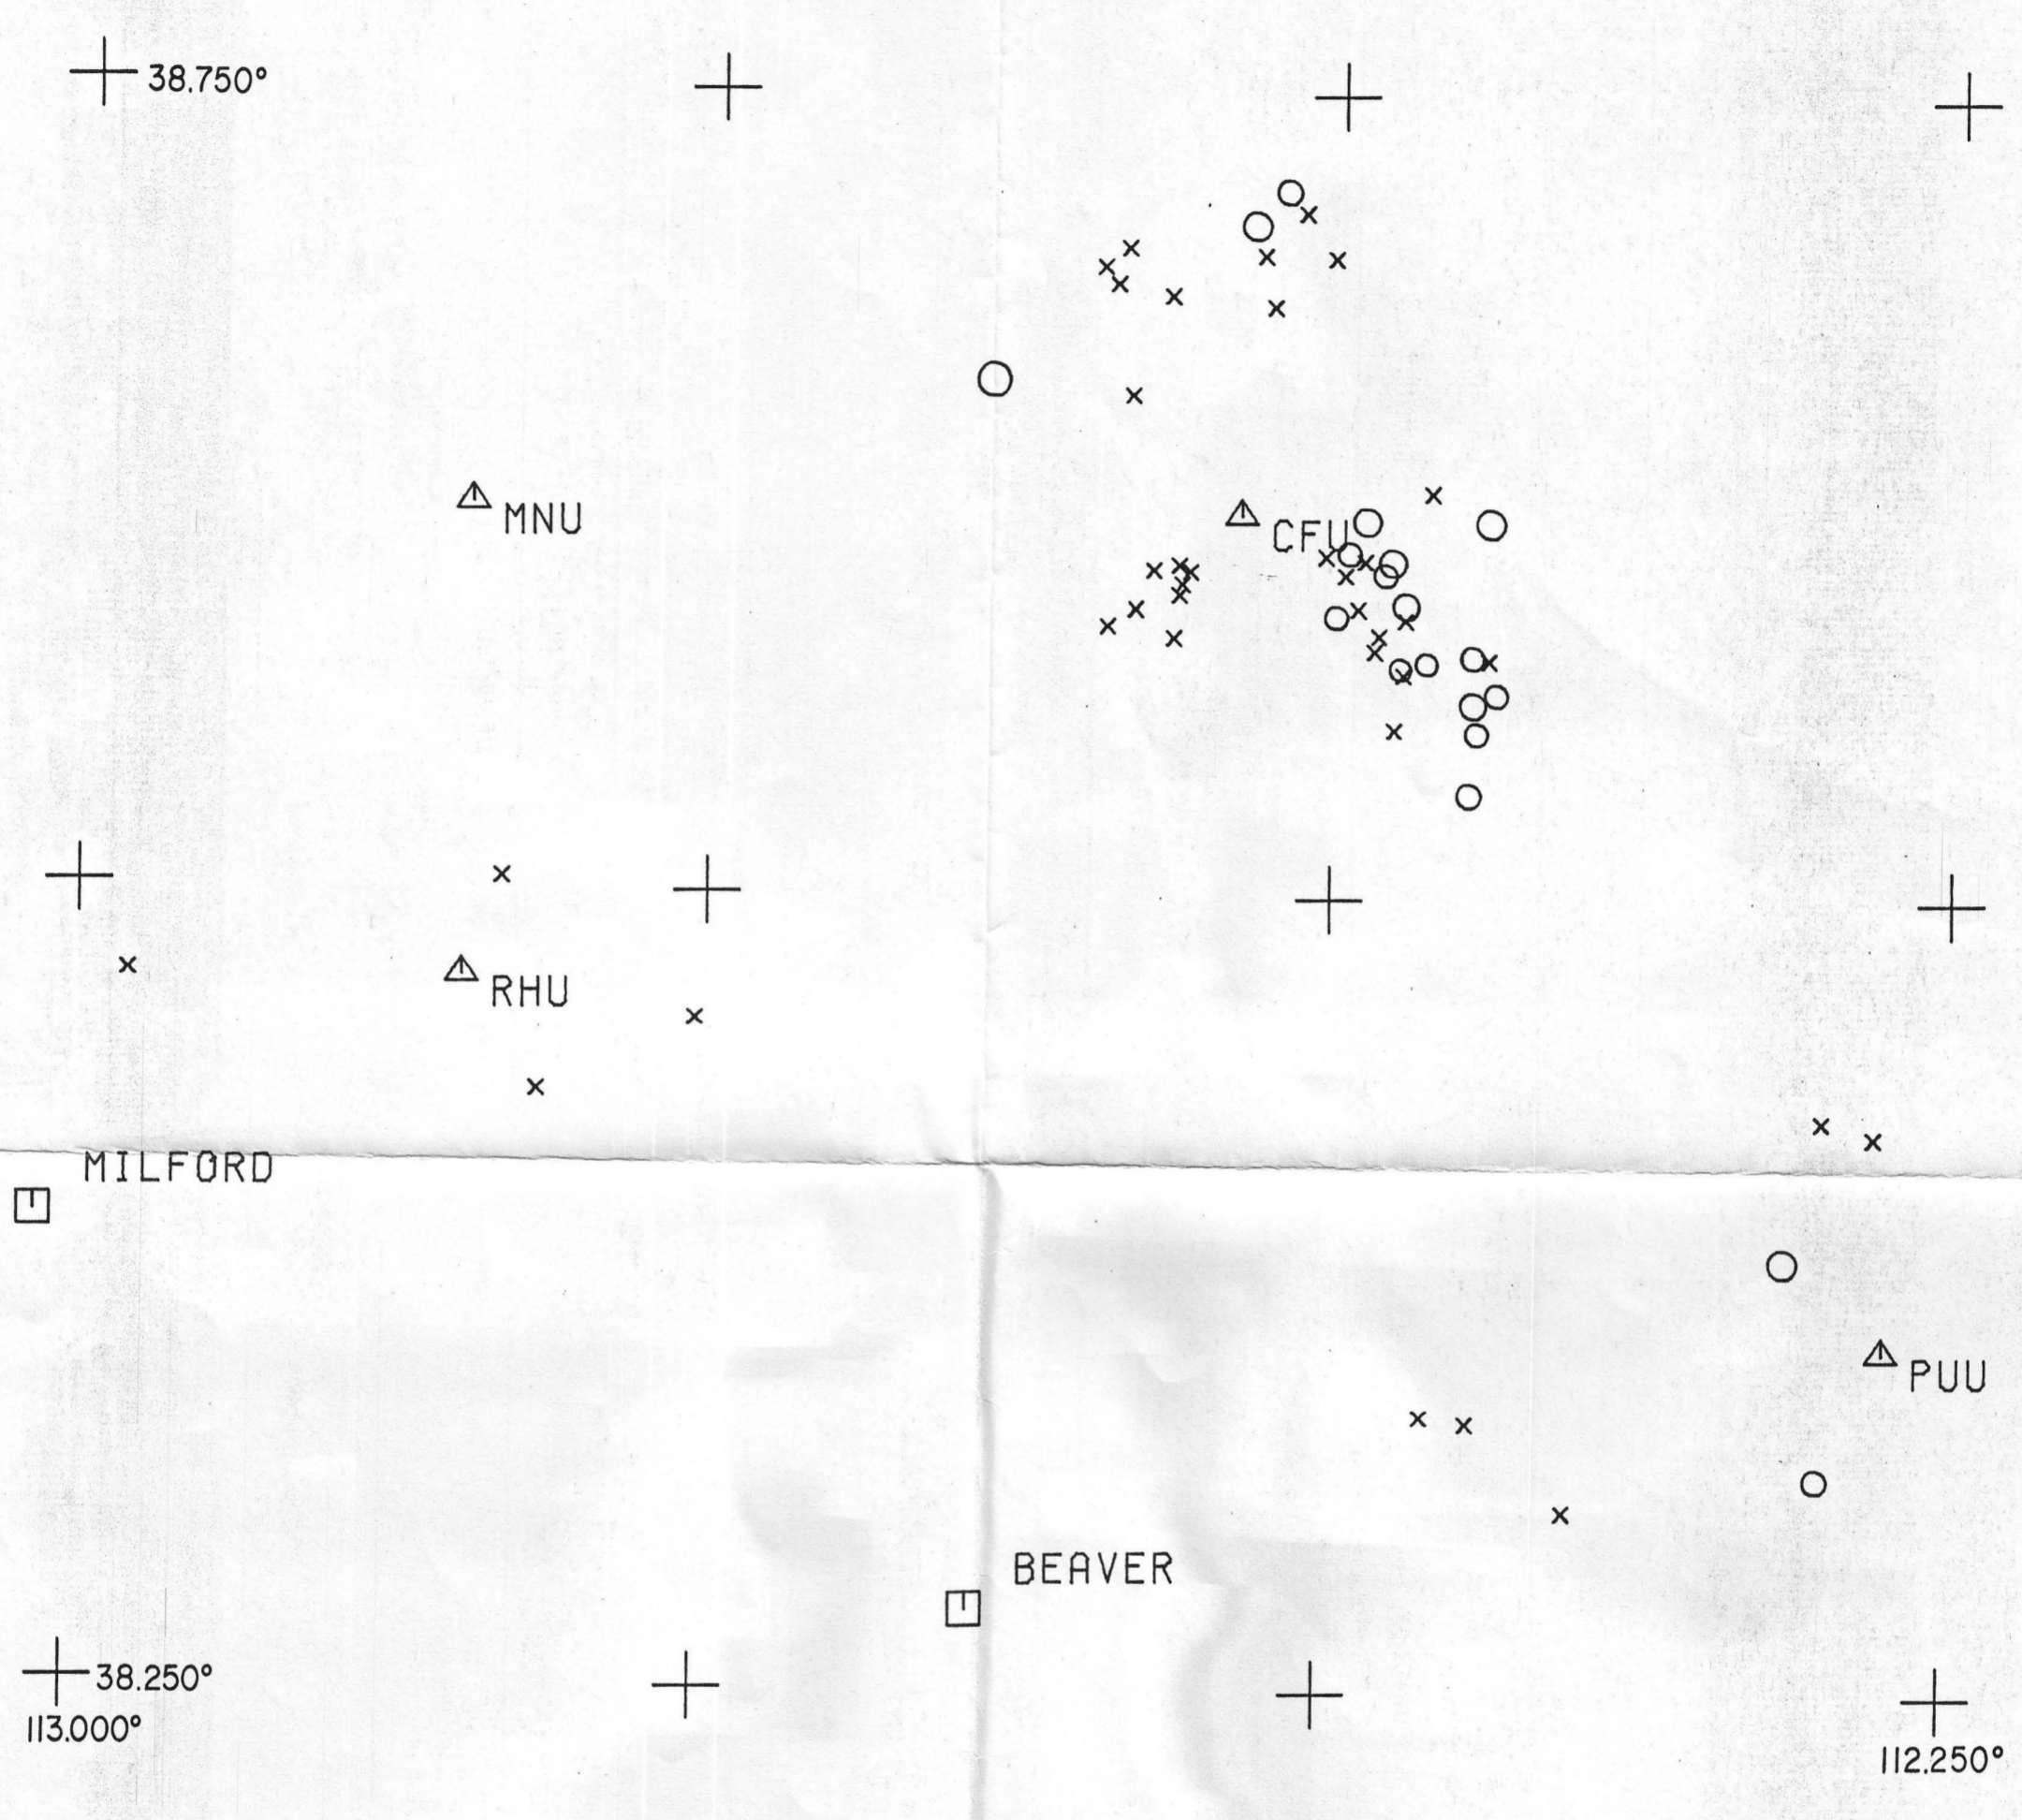 38.750°
MNU
CFU
RHU
MILFORD
PUU
BEAVER
38.250°
113.000°
112.250°